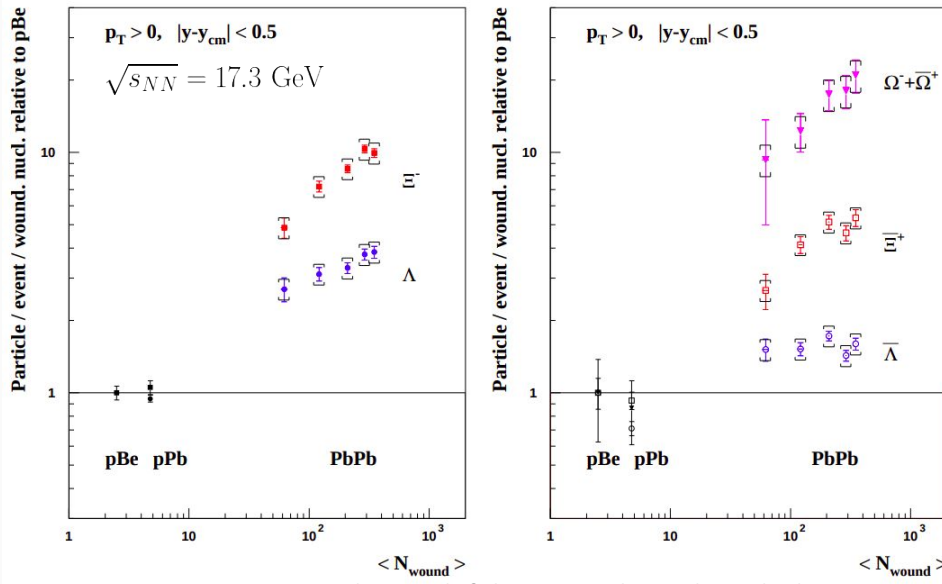 Particle / event / wound. nucl. relative to pBe
p_T > 0, |y-y_cm| < 0.5
√s_NN = 17.3 GeV
10
1
Ξ⁻
Λ
pBe pPb PbPb
1 10 10² 10³
< N_wound >
Particle / event / wound. nucl. relative to pBe
p_T > 0, |y-y_cm| < 0.5
10
1
Ω⁻+Ω̅⁺
Ξ̅⁺
Λ̅
pBe pPb PbPb
1 10 10² 10³
< N_wound >